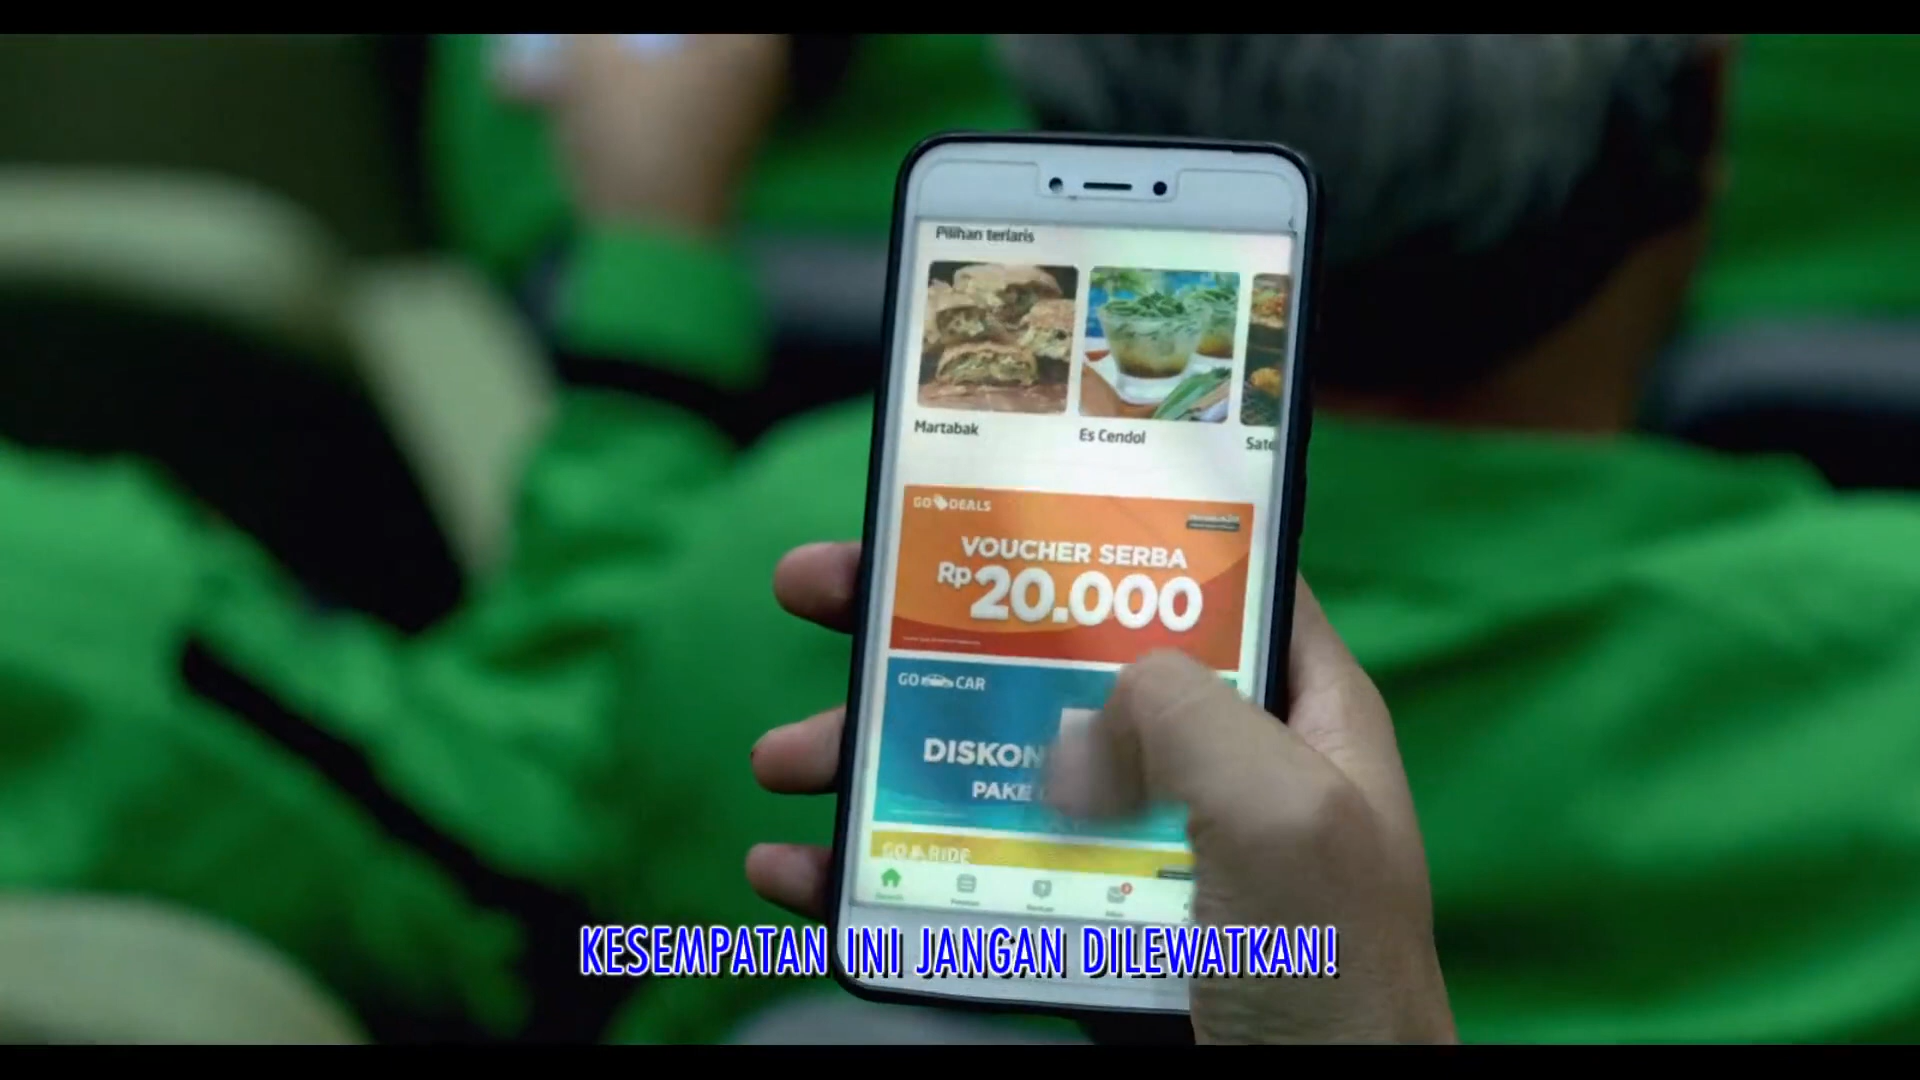 Pilihan terlaris
Martabak
Es Cendol
Sate
GO DEALS
VOUCHER SERBA
Rp 20.000
GO CAR
DISKON
PAKE
GO RIDE
KESEMPATAN INI JANGAN DILEWATKAN!